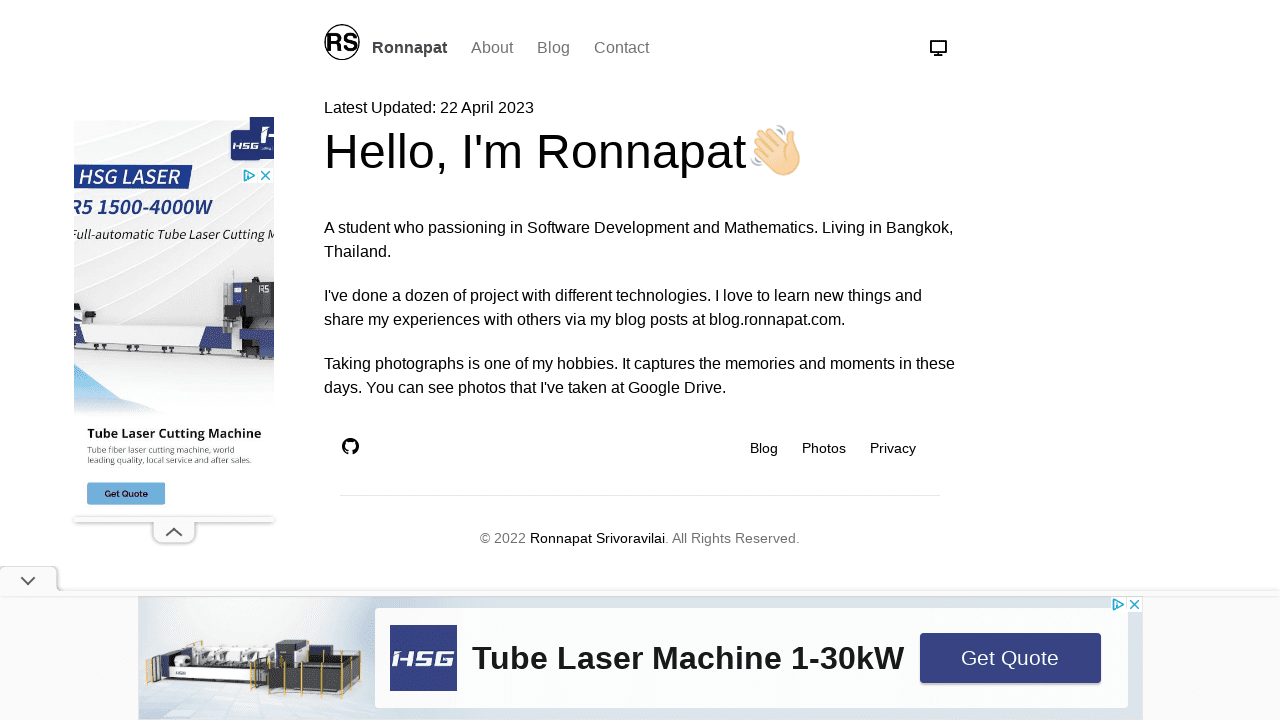 RS Ronnapat About Blog Contact
Latest Updated: 22 April 2023
Hello, I'm Ronnapat
A student who passioning in Software Development and Mathematics. Living in Bangkok,
Thailand.
I've done a dozen of project with different technologies. I love to learn new things and
share my experiences with others via my blog posts at blog.ronnapat.com.
Taking photographs is one of my hobbies. It captures the memories and moments in these
days. You can see photos that I've taken at Google Drive.
Blog Photos Privacy
© 2022 Ronnapat Srivoravilai. All Rights Reserved.
HSG
HSG LASER
R5 1500-4000W
Full-automatic Tube Laser Cutting M
R5
Tube Laser Cutting Machine
Tube fiber laser cutting machine, world
leading quality, local service and after sales.
Get Quote
HSG
Tube Laser Machine 1-30kW
Get Quote